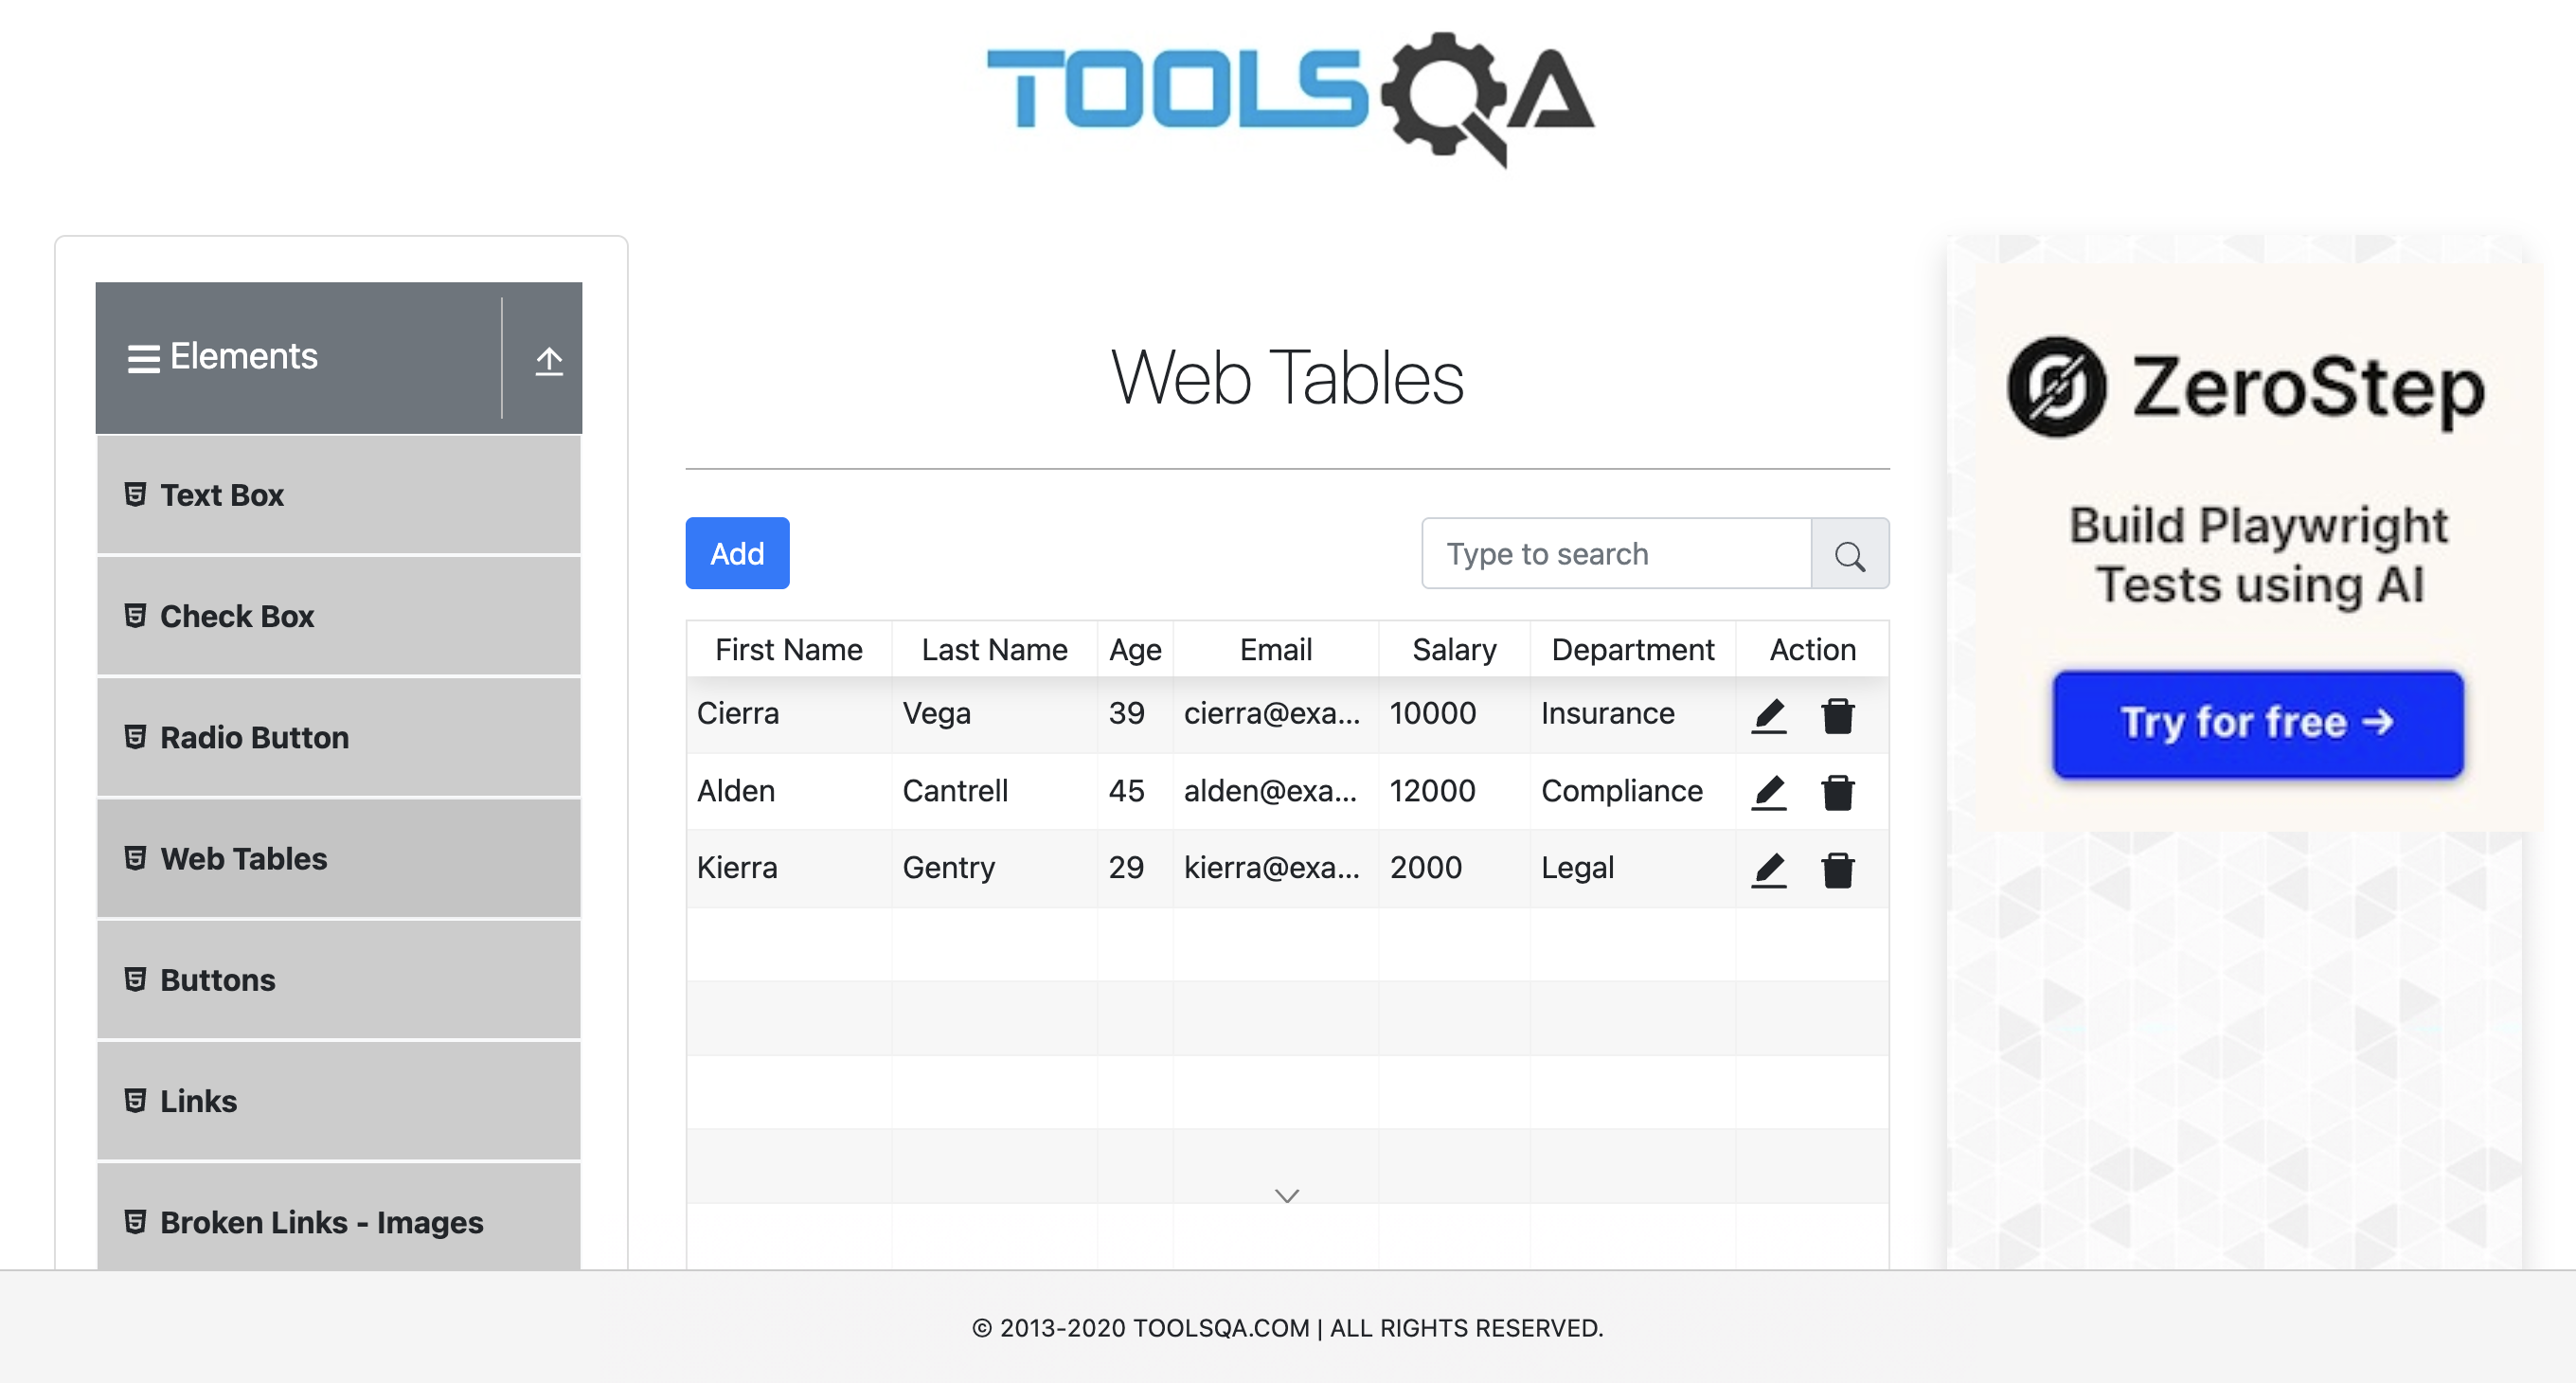 TOOLSQA
Elements
Text Box
Check Box
Radio Button
Web Tables
Buttons
Links
Broken Links - Images
Web Tables
Add
Type to search
First Name Last Name Age Email Salary Department Action
Cierra Vega 39 cierra@exa... 10000 Insurance
Alden Cantrell 45 alden@exa... 12000 Compliance
Kierra Gentry 29 kierra@exa... 2000 Legal
ZeroStep
Build Playwright
Tests using AI
Try for free →
© 2013-2020 TOOLSQA.COM | ALL RIGHTS RESERVED.